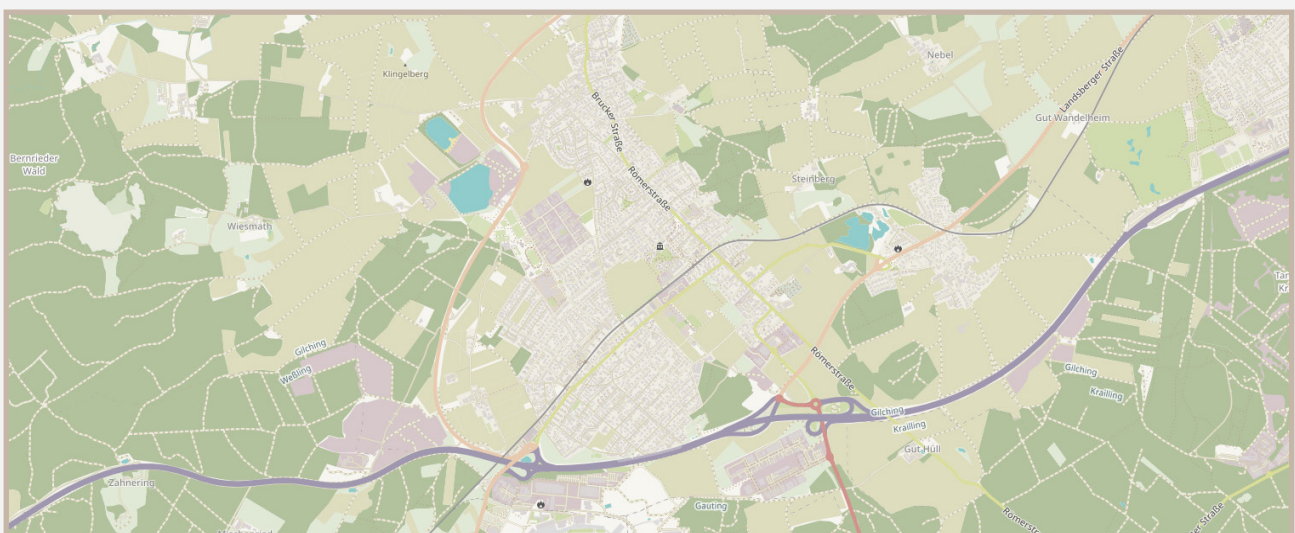 Klingelberg
Nebel
Landsberger Straße
Gut Wandelheim
Brucker Straße
Bernrieder
Wald
Römerstraße
Steinberg
Wiesmath
Gilching
Weßling
Römerstraße
Gilching
Krailling
Gilching
Krailling
Gut Hüll
Zahnering
Gauting